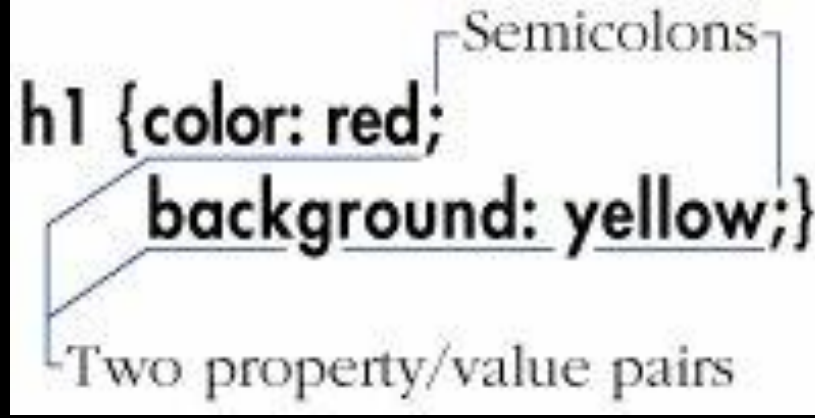 Semicolons
h1 {color: red;
background: yellow;}
Two property/value pairs